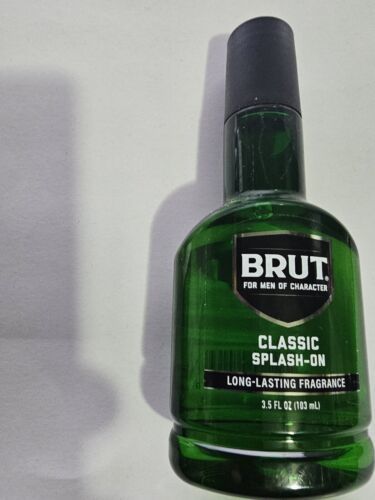 BRUT®
FOR MEN OF CHARACTER
CLASSIC
SPLASH-ON
LONG-LASTING FRAGRANCE
3.5 FL OZ (103 mL)